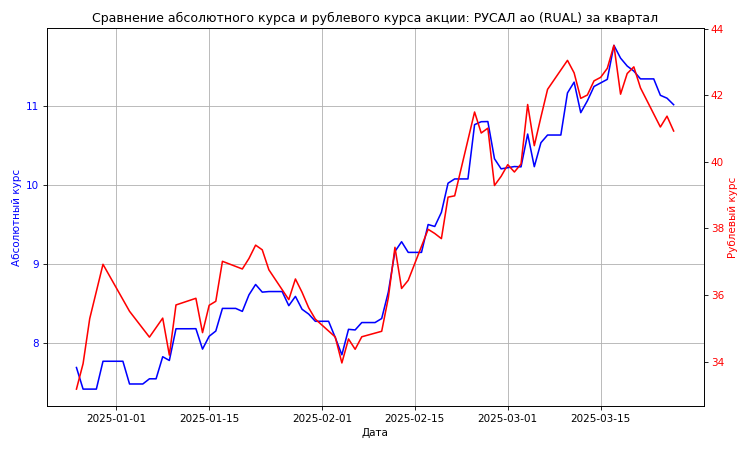 Сравнение абсолютного курса и рублевого курса акции: РУСАЛ ао (RUAL) за квартал
Абсолютный курс
11
10
9
8
44
42
40
38
36
34
Рублевый курс
2025-01-01 2025-01-15 2025-02-01 2025-02-15 2025-03-01 2025-03-15
Дата